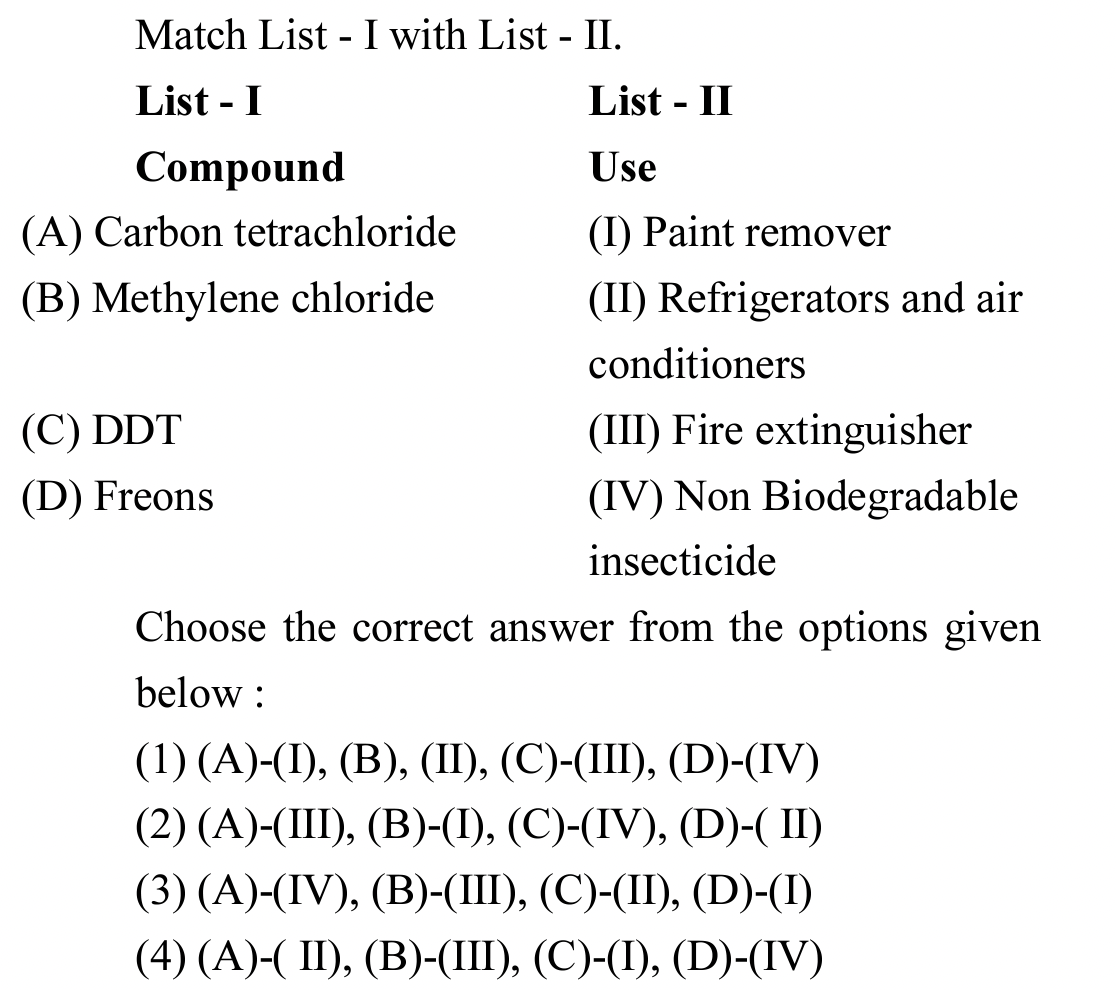 Match List - I with List - II.
List - I List - II
Compound Use
(A) Carbon tetrachloride (I) Paint remover
(B) Methylene chloride (II) Refrigerators and air
conditioners
(C) DDT (III) Fire extinguisher
(D) Freons (IV) Non Biodegradable
insecticide
Choose the correct answer from the options given
below :
(1) (A)-(I), (B), (II), (C)-(III), (D)-(IV)
(2) (A)-(III), (B)-(I), (C)-(IV), (D)-( II)
(3) (A)-(IV), (B)-(III), (C)-(II), (D)-(I)
(4) (A)-( II), (B)-(III), (C)-(I), (D)-(IV)